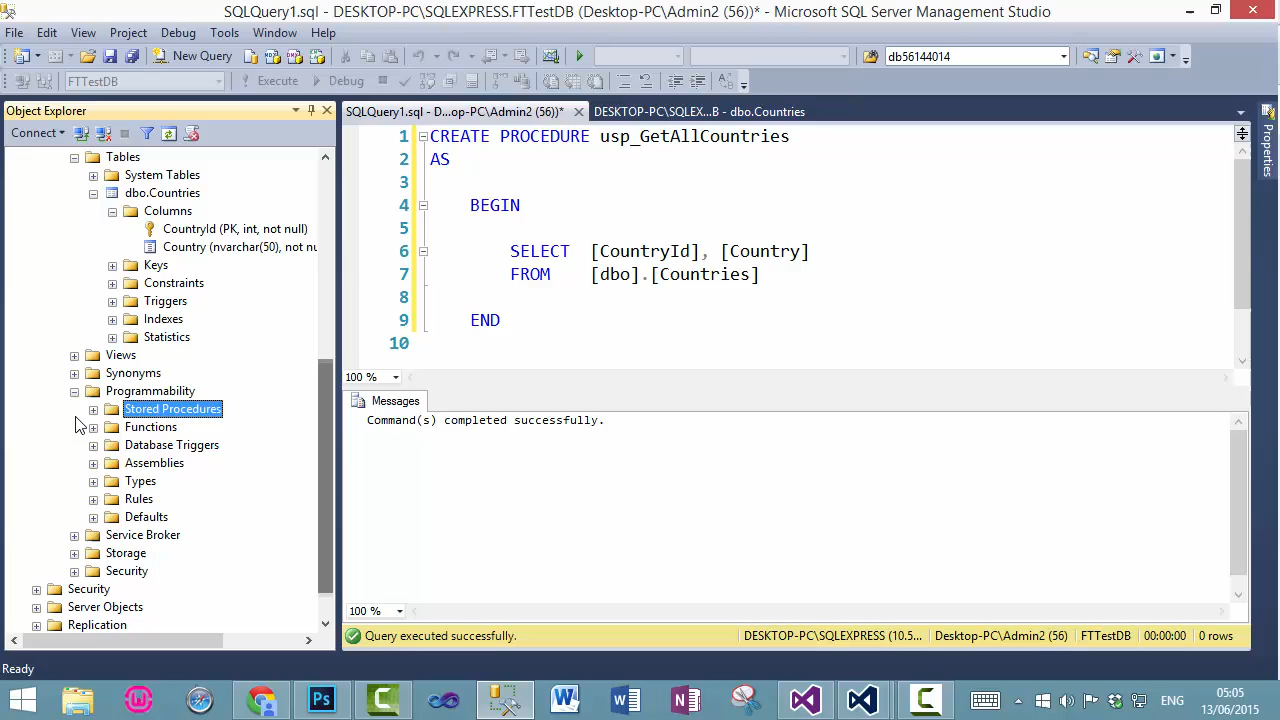 SQLQuery1.sql - DESKTOP-PC\SQLEXPRESS.FTTestDB (Desktop-PC\Admin2 (56))* - Microsoft SQL Server Management Studio
File Edit View Project Debug Tools Window Help
New Query db56144014
FTTestDB Execute Debug
Object Explorer
SQLQuery1.sql - D...op-PC\Admin2 (56))* DESKTOP-PC\SQLEX...B - dbo.Countries
Connect
Tables
System Tables
dbo.Countries
Columns
CountryId (PK, int, not null)
Country (nvarchar(50), not nu
Keys
Constraints
Triggers
Indexes
Statistics
Views
Synonyms
Programmability
Stored Procedures
Functions
Database Triggers
Assemblies
Types
Rules
Defaults
Service Broker
Storage
Security
Security
Server Objects
Replication
1 CREATE PROCEDURE usp_GetAllCountries
2 AS
3
4 BEGIN
5
6 SELECT [CountryId], [Country]
7 FROM [dbo].[Countries]
8
9 END
10
100 %
Messages
Command(s) completed successfully.
100 %
Query executed successfully. DESKTOP-PC\SQLEXPRESS (10.5... Desktop-PC\Admin2 (56) FTTestDB 00:00:00 0 rows
Properties
Ready
Ps
ENG
05:05
13/06/2015